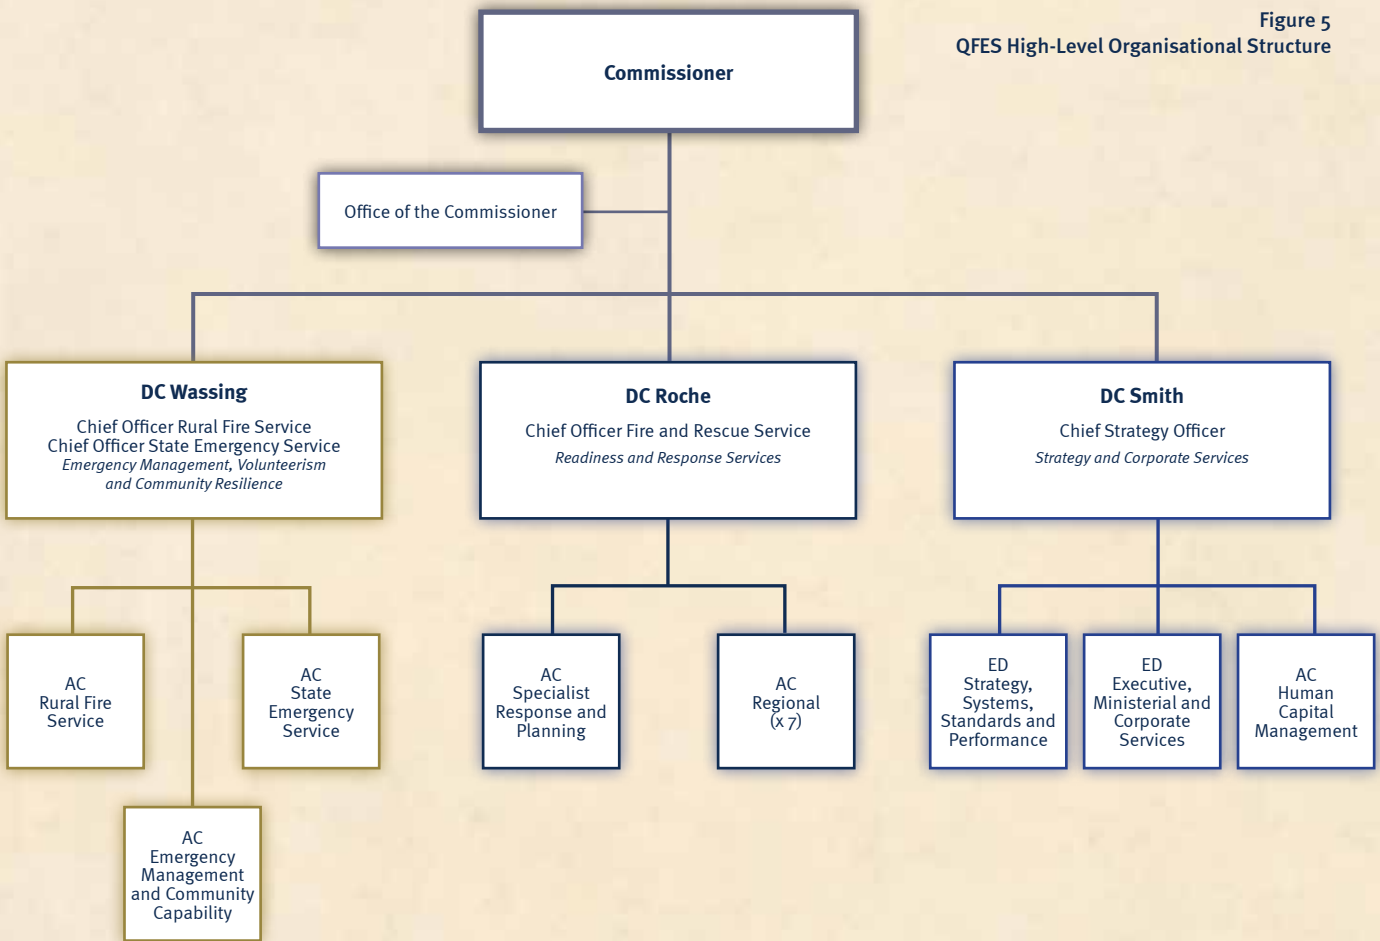 Figure 5
QFES High-Level Organisational Structure
Commissioner
Office of the Commissioner
DC Wassing
Chief Officer Rural Fire Service
Chief Officer State Emergency Service
Emergency Management, Volunteerism
and Community Resilience
DC Roche
Chief Officer Fire and Rescue Service
Readiness and Response Services
DC Smith
Chief Strategy Officer
Strategy and Corporate Services
AC
Rural Fire
Service
AC
State
Emergency
Service
AC
Specialist
Response and
Planning
AC
Regional
(x 7)
ED
Strategy,
Systems,
Standards and
Performance
ED
Executive,
Ministerial and
Corporate
Services
AC
Human
Capital
Management
AC
Emergency
Management
and Community
Capability